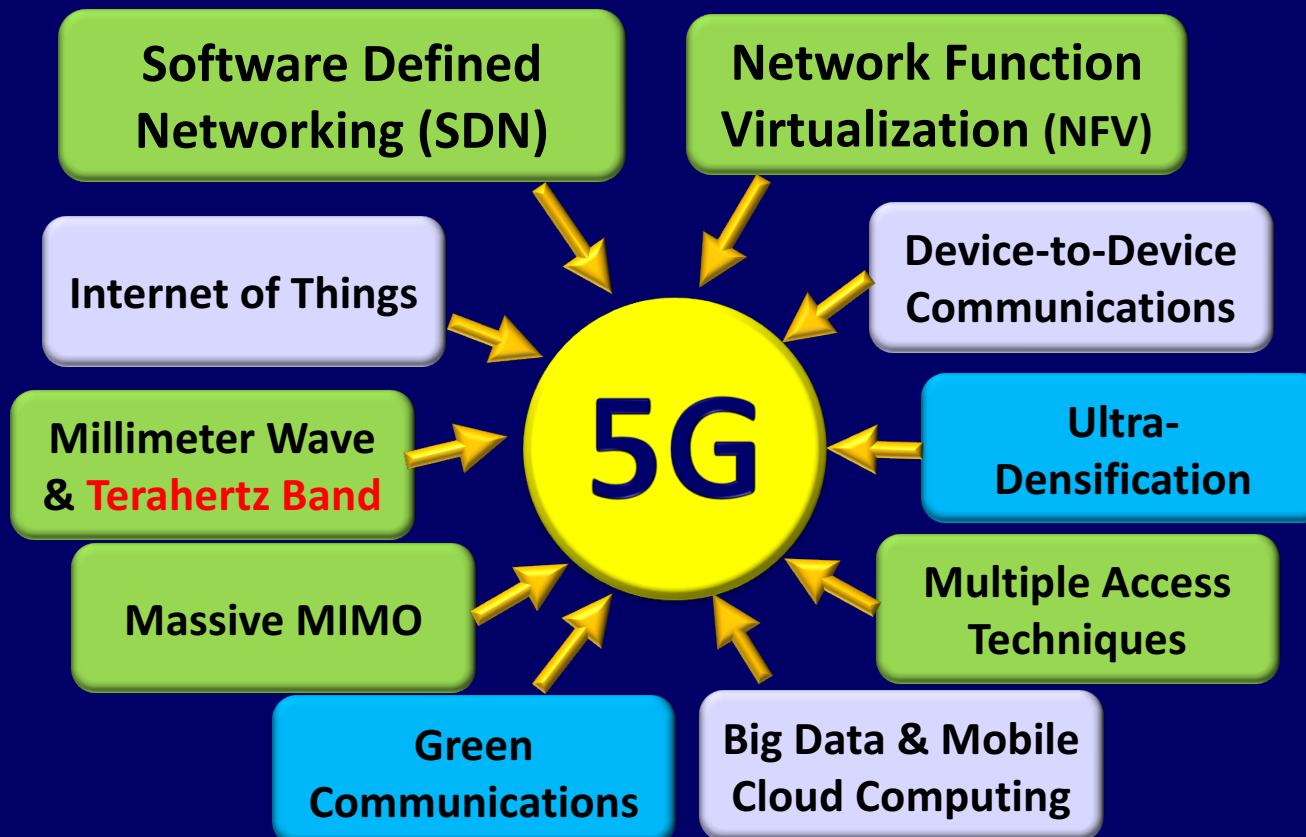 Software Defined
Networking (SDN)
Network Function
Virtualization (NFV)
Internet of Things
Device-to-Device
Communications
Millimeter Wave
& Terahertz Band
5G
Ultra-
Densification
Massive MIMO
Multiple Access
Techniques
Green
Communications
Big Data & Mobile
Cloud Computing